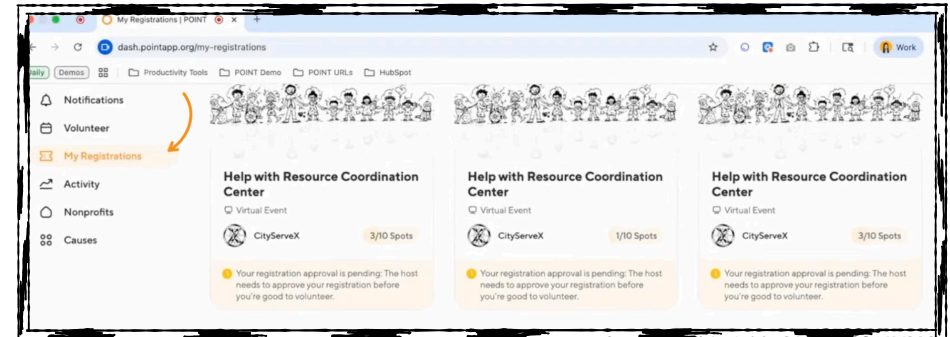 My Registrations | POINT
dash.pointapp.org/my-registrations
Work
Daily
Demos
Productivity Tools
POINT Demo
POINT URLs
HubSpot
Notifications
Volunteer
My Registrations
Activity
Nonprofits
Causes
Help with Resource Coordination
Center
Virtual Event
CityServeX
3/10 Spots
Your registration approval is pending: The host
needs to approve your registration before
you're good to volunteer.
Help with Resource Coordination
Center
Virtual Event
CityServeX
1/10 Spots
Your registration approval is pending: The host
needs to approve your registration before
you're good to volunteer.
Help with Resource Coordination
Center
Virtual Event
CityServeX
3/10 Spots
Your registration approval is pending: The host
needs to approve your registration before
you're good to volunteer.